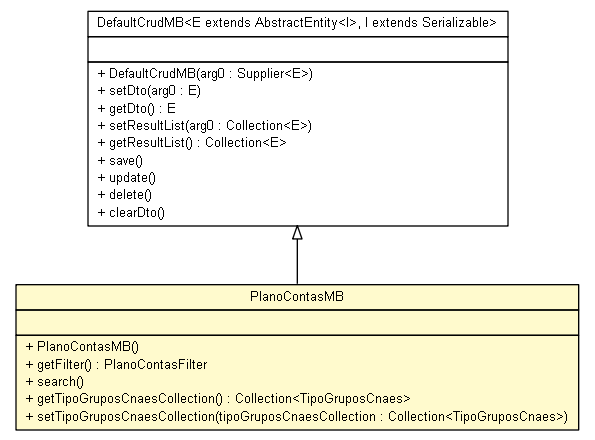 DefaultCrudMB<E extends AbstractEntity<I>, I extends Serializable>
+ DefaultCrudMB(arg0 : Supplier<E>)
+ setDto(arg0 : E)
+ getDto() : E
+ setResultList(arg0 : Collection<E>)
+ getResultList() : Collection<E>
+ save()
+ update()
+ delete()
+ clearDto()
PlanoContasMB
+ PlanoContasMB()
+ getFilter() : PlanoContasFilter
+ search()
+ getTipoGruposCnaesCollection() : Collection<TipoGruposCnaes>
+ setTipoGruposCnaesCollection(tipoGruposCnaesCollection : Collection<TipoGruposCnaes>)